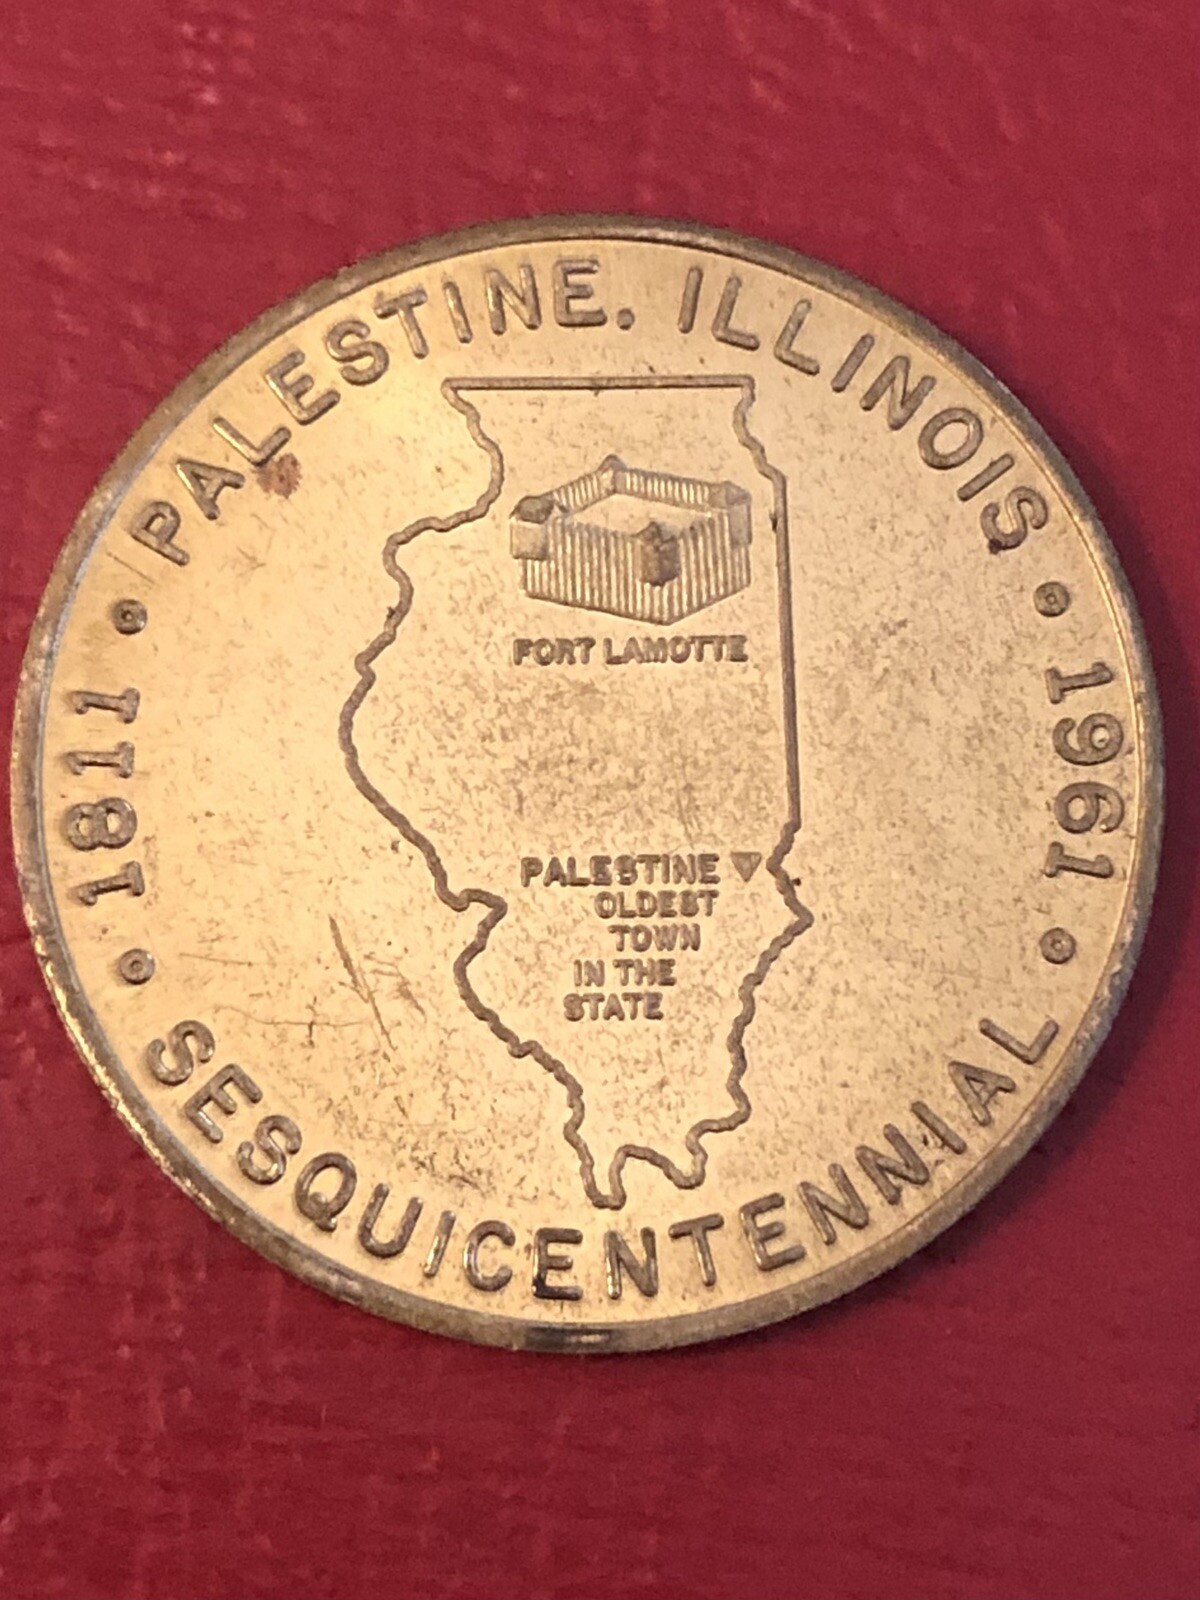 PALESTINE, ILLINOIS
1811
1961
FORT LAMOTTE
PALESTINE
OLDEST
TOWN
IN THE
STATE
SESQUICENTENNIAL